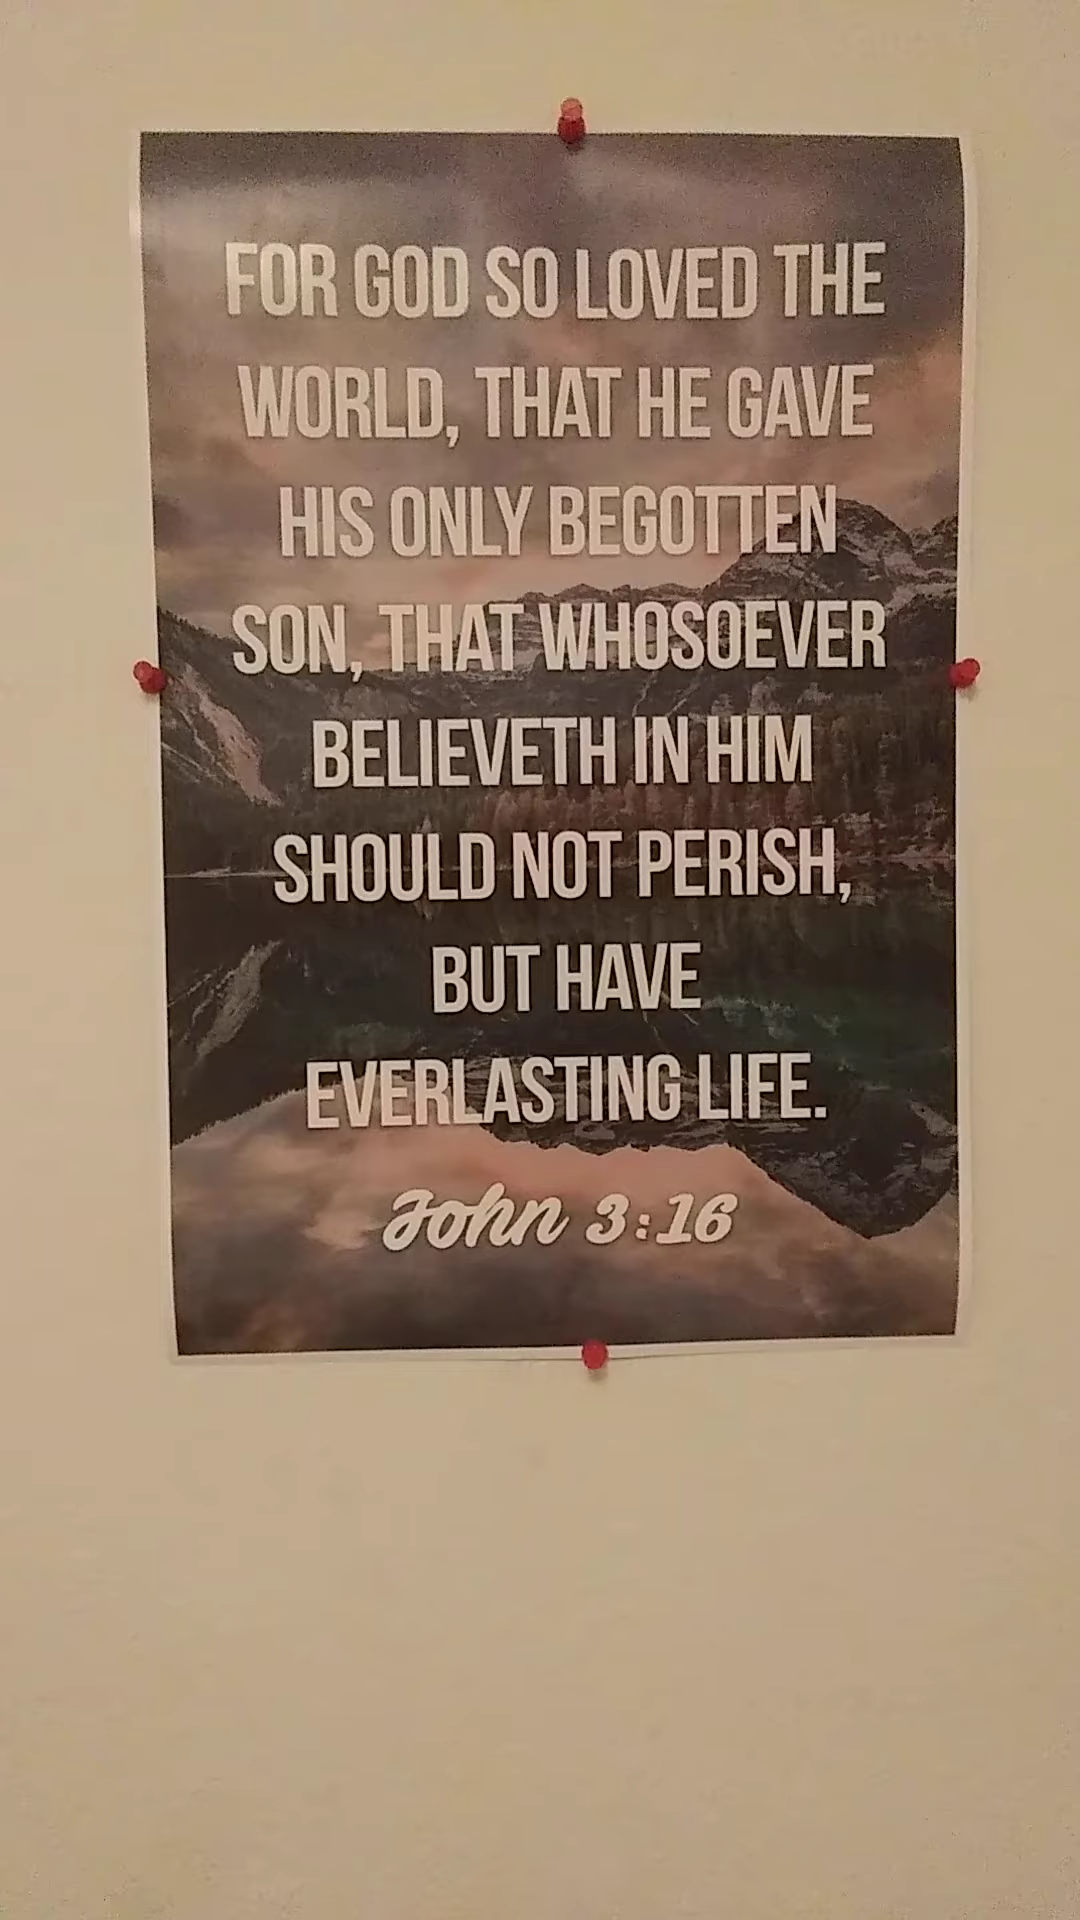 FOR GOD SO LOVED THE
WORLD, THAT HE GAVE
HIS ONLY BEGOTTEN
SON, THAT WHOSOEVER
BELIEVETH IN HIM
SHOULD NOT PERISH,
BUT HAVE
EVERLASTING LIFE.
John 3:16